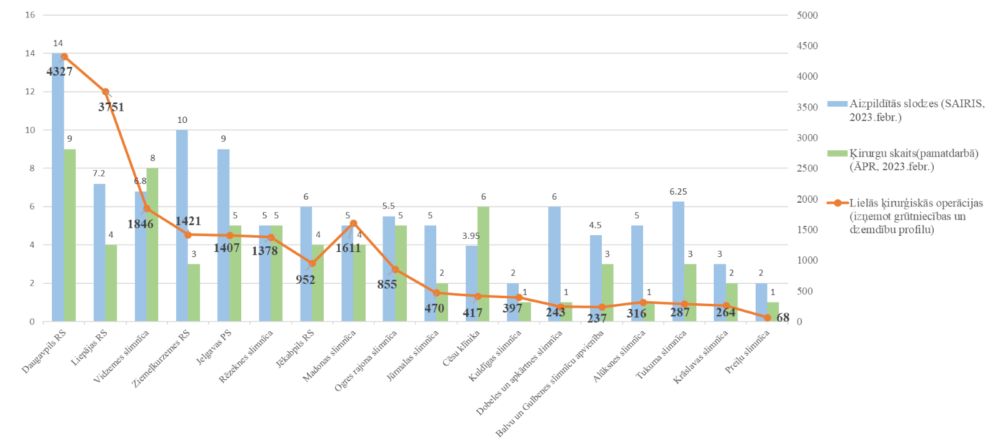 16
14
12
10
8
6
4
2
0
5000
4500
4000
3500
3000
2500
2000
1500
1000
500
0
14
9
7.2
4
6.8
8
10
3
9
5
5
5
6
4
5
4
5.5
5
5
2
3.95
6
2
1
6
1
4.5
3
5
1
6.25
3
3
2
2
1
4327
3751
1846
1421
1407
1378
952
1611
855
470
417
397
243
237
316
287
264
68
Daugavpils RS
Liepājas RS
Vidzemes slimnīca
Ziemeļkurzemes RS
Jelgavas PS
Rēzeknes slimnīca
Jēkabpils RS
Madonas slimnīca
Ogres rajona slimnīca
Jūrmalas slimnīca
Cēsu klīnika
Kuldīgas slimnīca
Dobeles un apkārtnes slimnīca
Balvu un Gulbenes slimnīcu apvienība
Alūksnes slimnīca
Tukuma slimnīca
Krāslavas slimnīca
Preiļu slimnīca
Aizpildītās slodzes (SAIRIS,
2023.febr.)
Ķirurgu skaits(pamatdarbā)
(ĀPR, 2023.febr.)
Lielās ķirurģiskās operācijas
(izņemot grūtniecības un
dzemdību profilu)